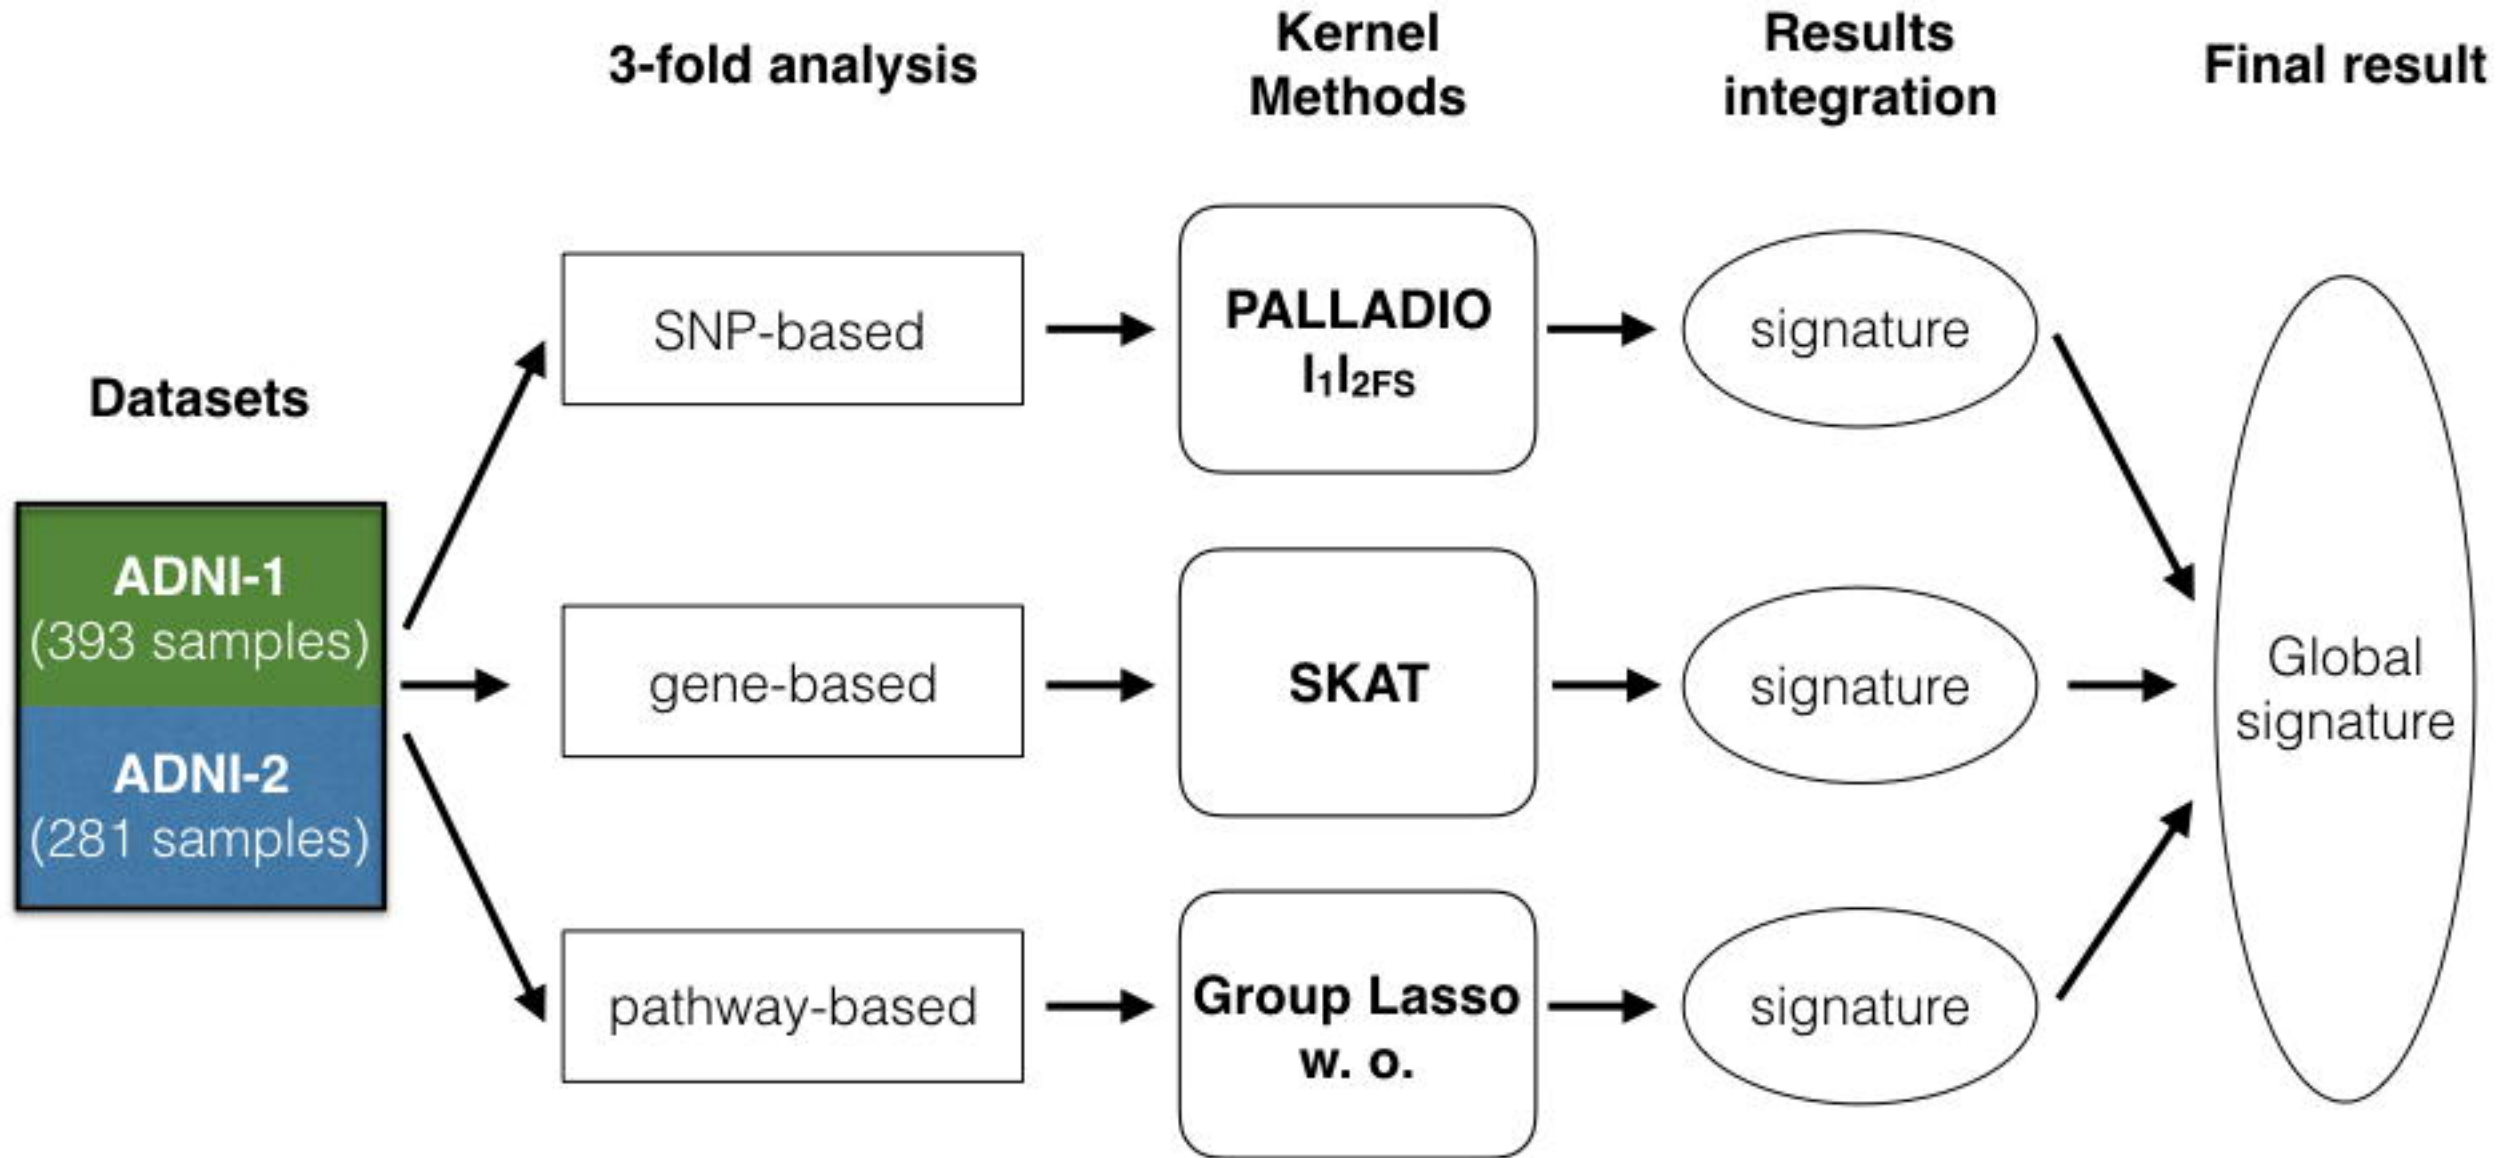 3-fold analysis
Kernel
Methods
Results
integration
Final result
Datasets
ADNI-1
(393 samples)
ADNI-2
(281 samples)
SNP-based
PALLADIO
l₁l₂FS
signature
gene-based
SKAT
signature
pathway-based
Group Lasso
w. o.
signature
Global
signature